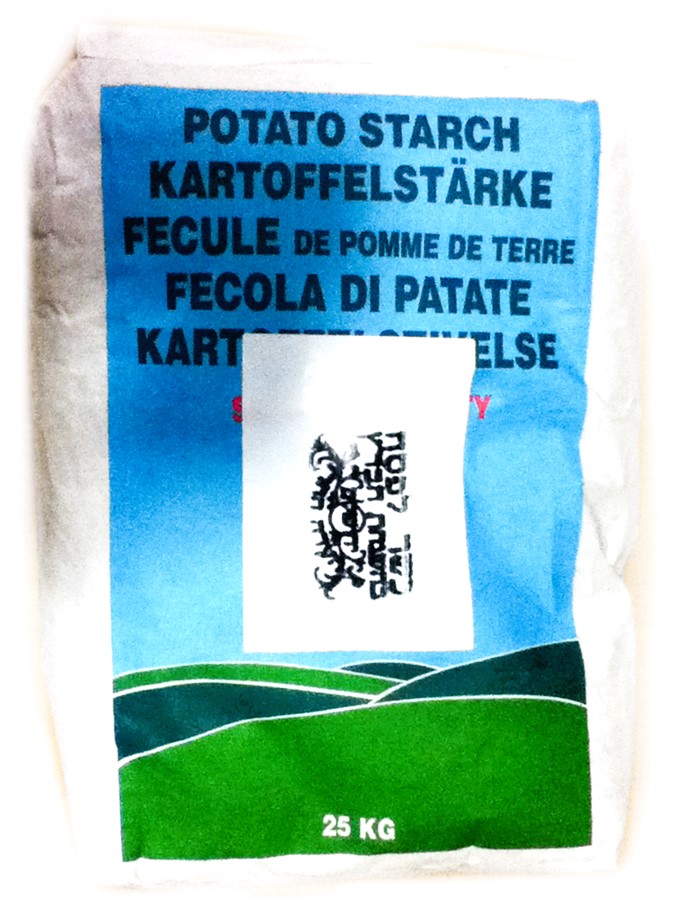 POTATO STARCH
KARTOFFELSTÄRKE
FECULE DE POMME DE TERRE
FECOLA DI PATATE
25 KG